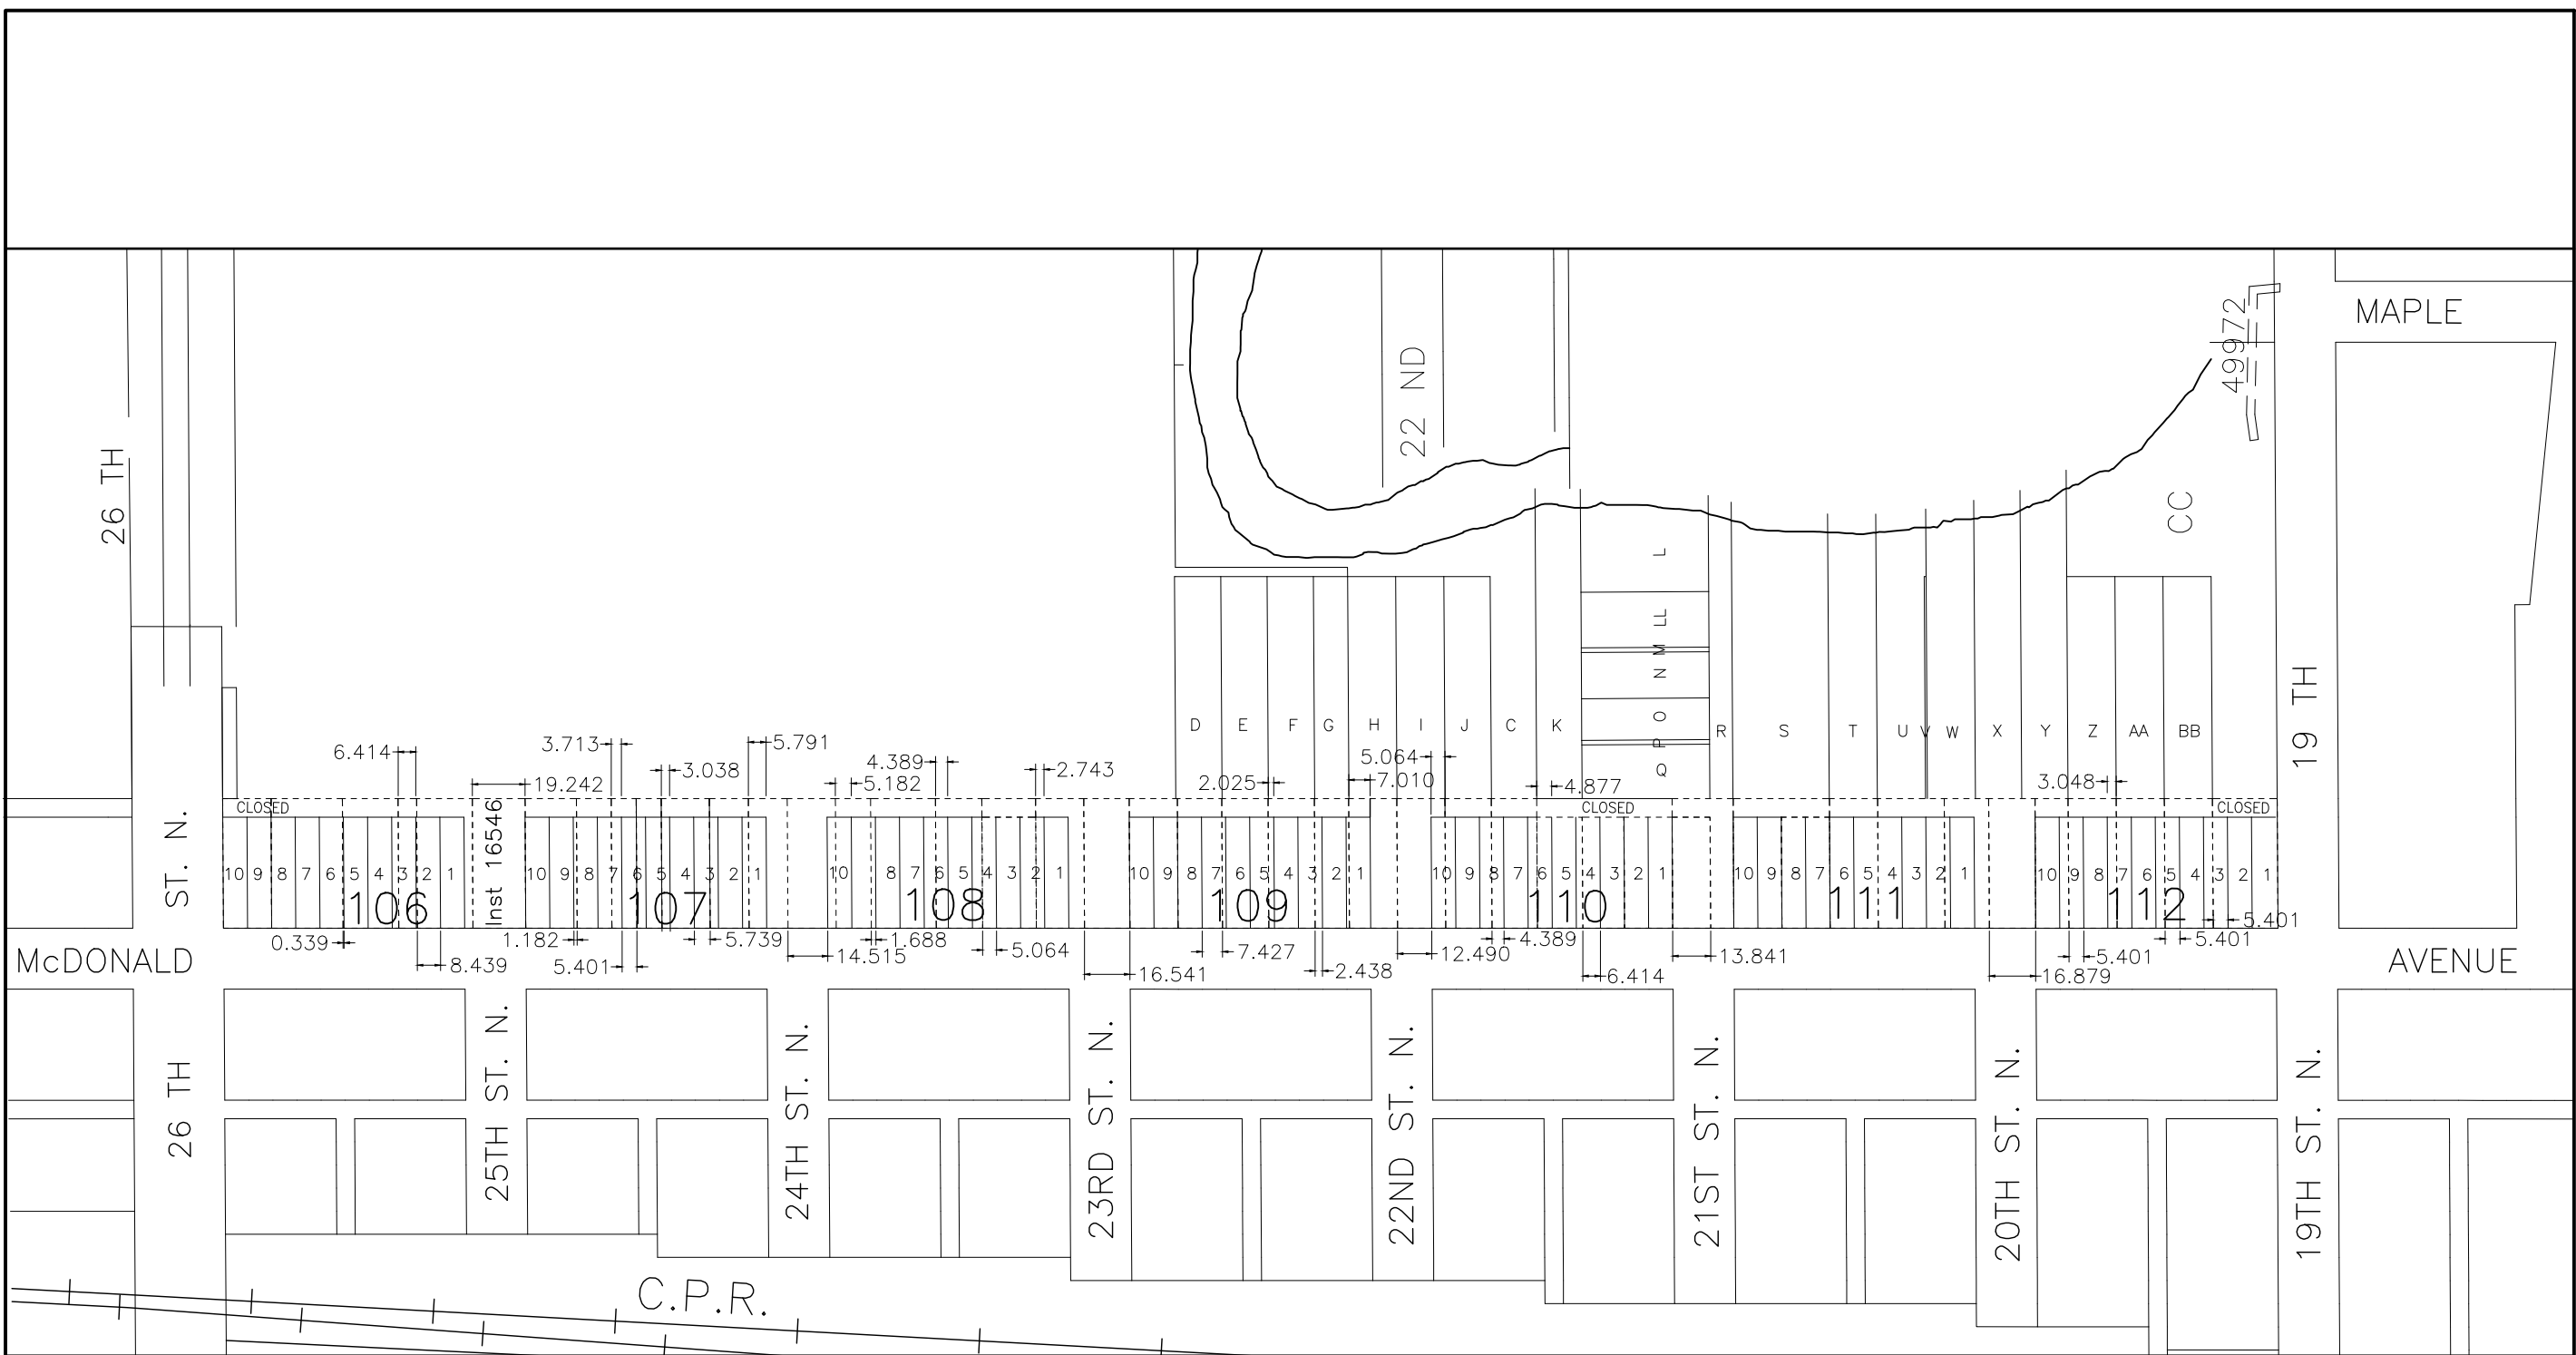 MAPLE
49972
22 ND
26 TH
CC
L
LL
M
N
O
P
Q
19 TH
D E F G H I J C K R S T U V W X Y Z AA BB
6.414 3.713 5.791 4.389 5.064
3.038 2.743
19.242 5.182 2.025 7.010 4.877 3.048
CLOSED CLOSED CLOSED
ST. N.
Inst 16546
10 9 8 7 6 5 4 3 2 1
10 9 8 7 6 5 4 3 2 1
10 8 7 6 5 4 3 2 1
10 9 8 7 6 5 4 3 2 1
10 9 8 7 6 5 4 3 2 1
10 9 8 7 6 5 4 3 2 1
10 9 8 7 6 5 4 3 2 1
106 107 108 109 110 111 112
5.401
0.339 1.182 5.739 1.688 4.389 5.401
8.439 5.401 14.515 5.064 7.427 12.490 13.841 5.401
16.541 2.438 6.414 16.879
McDONALD AVENUE
26 TH
25TH ST. N.
24TH ST. N.
23RD ST. N.
22ND ST. N.
21ST ST. N.
20TH ST. N.
19TH ST. N.
C.P.R.